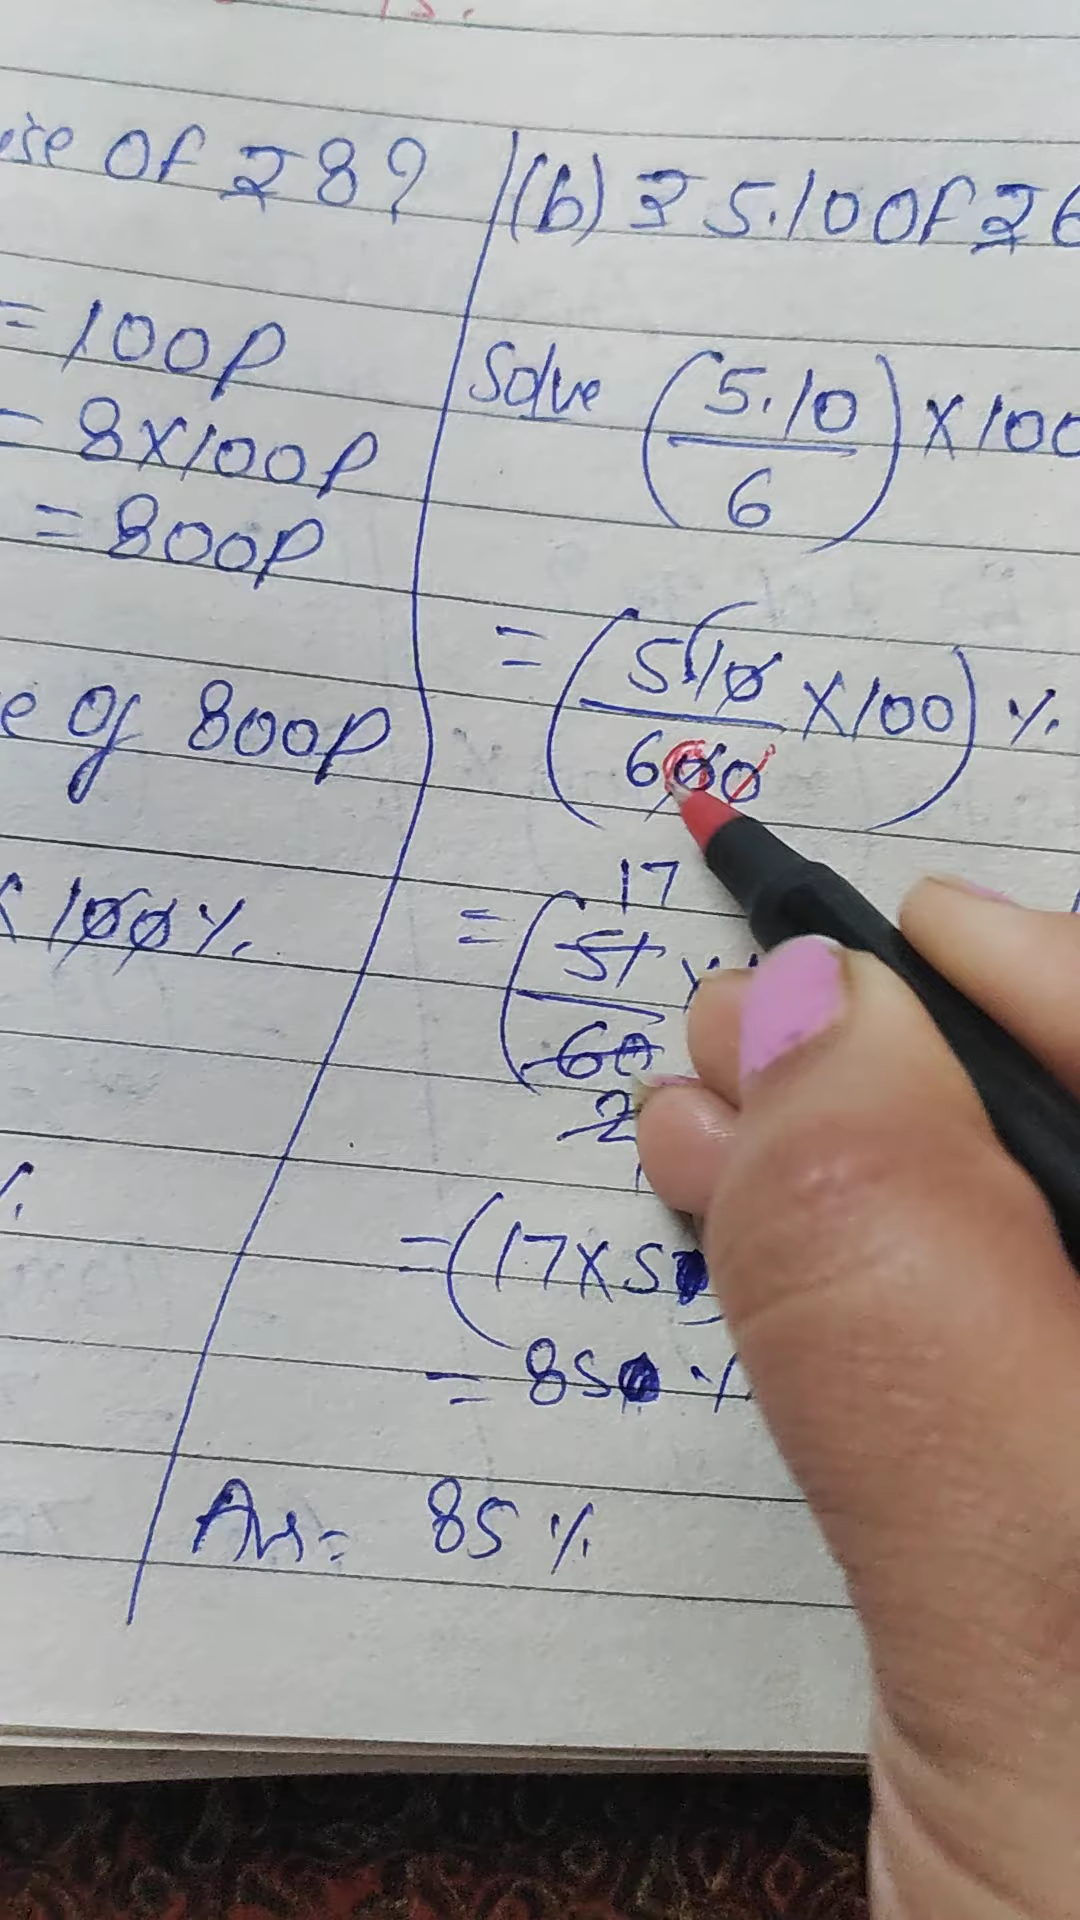 Of ₹ 8?
= 100P
= 8×100P
= 800P
Of 800P
× 100%
(b) ₹ 5.10 Of ₹ 6
Solve (5.10/6) × 100
= (510/600 × 100) %
17
= (51/60 ×
2
= (17×5
= 85 %
Ans = 85 %